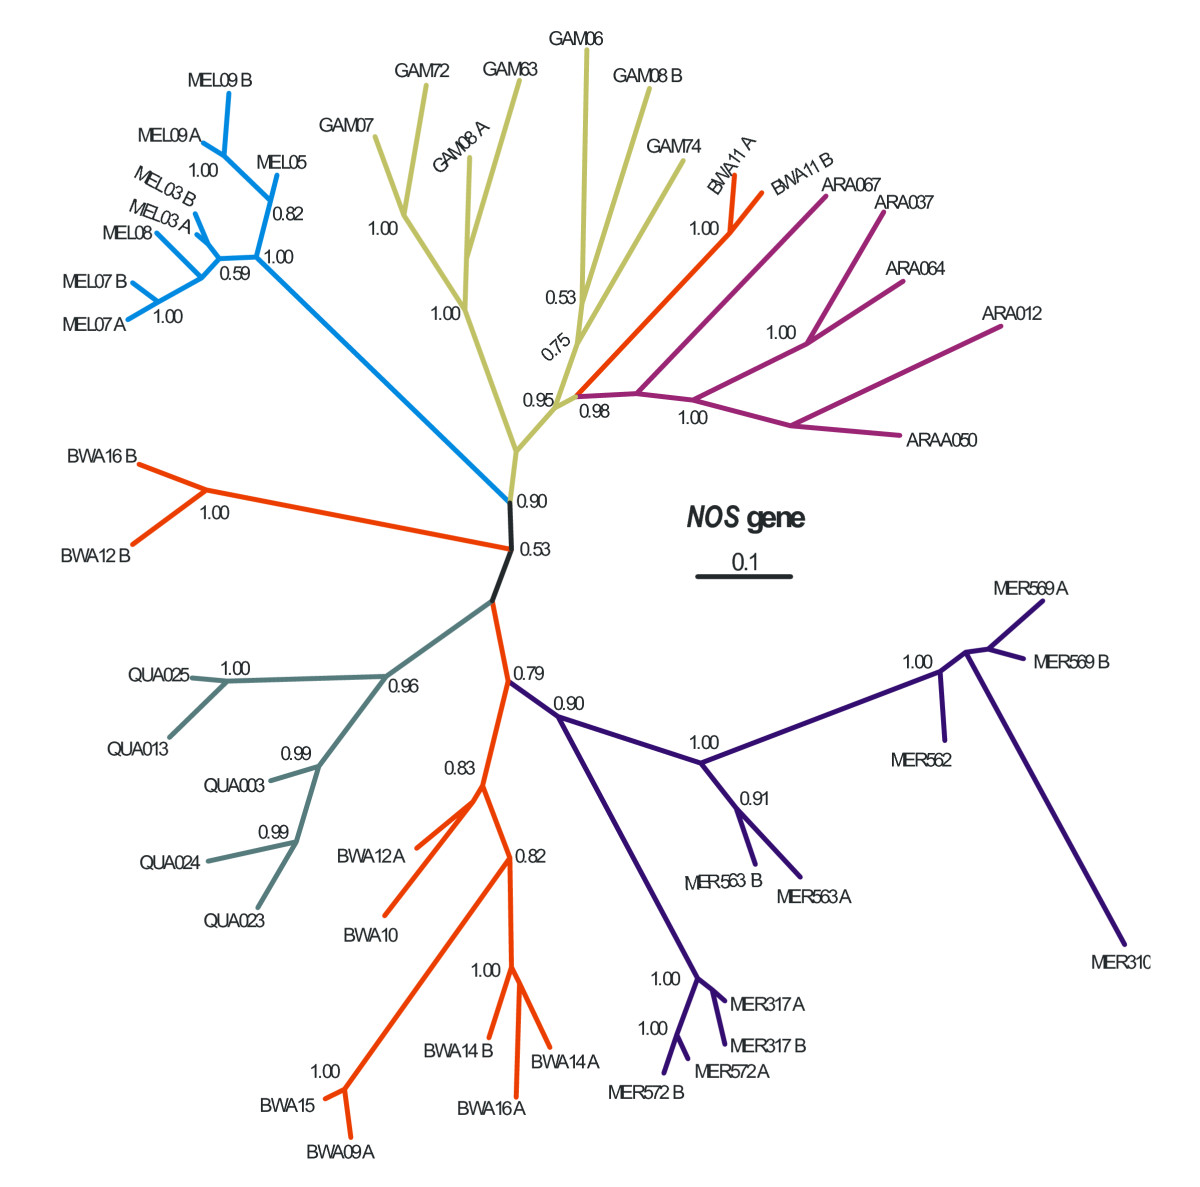 GAM06
MEL09 B
GAM72
GAM63
GAM08 B
GAM07
MEL09 A
GAM08 A
GAM74
BWA11 A
BWA11 B
MEL05
1.00
MEL03 B
ARA067
ARA037
MEL03 A
0.82
MEL08
1.00
1.00
1.00
0.59
ARA064
MEL07 B
0.53
1.00
MEL07 A
1.00
ARA012
1.00
0.75
0.95
0.98
1.00
ARAA050
BWA16 B
0.90
1.00
NOS gene
BWA12 B
0.53
0.1
MER569 A
QUA025
1.00
0.96
0.79
1.00
MER569 B
0.90
QUA013
1.00
MER562
0.99
QUA003
0.83
0.91
0.99
QUA024
BWA12 A
0.82
MER563 B
MER563 A
QUA023
BWA10
MER310
1.00
1.00
MER317 A
1.00
MER317 B
BWA14 B
BWA14 A
MER572 A
1.00
MER572 B
BWA15
BWA16 A
BWA09 A